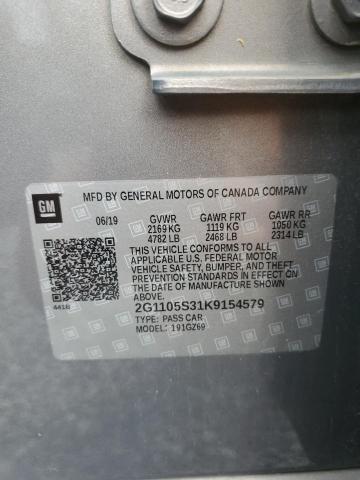 GM
MFD BY GENERAL MOTORS OF CANADA COMPANY
06/19 GVWR GAWR FRT GAWR RR
2169 KG 1119 KG 1050 KG
4782 LB 2468 LB 2314 LB
THIS VEHICLE CONFORMS TO ALL
APPLICABLE U.S. FEDERAL MOTOR
VEHICLE SAFETY, BUMPER, AND THEFT
PREVENTION STANDARDS IN EFFECT ON
THE DATE OF MANUFACTURE SHOWN
ABOVE.
2G1105S31K9154579
TYPE: PASS CAR
191GZ69